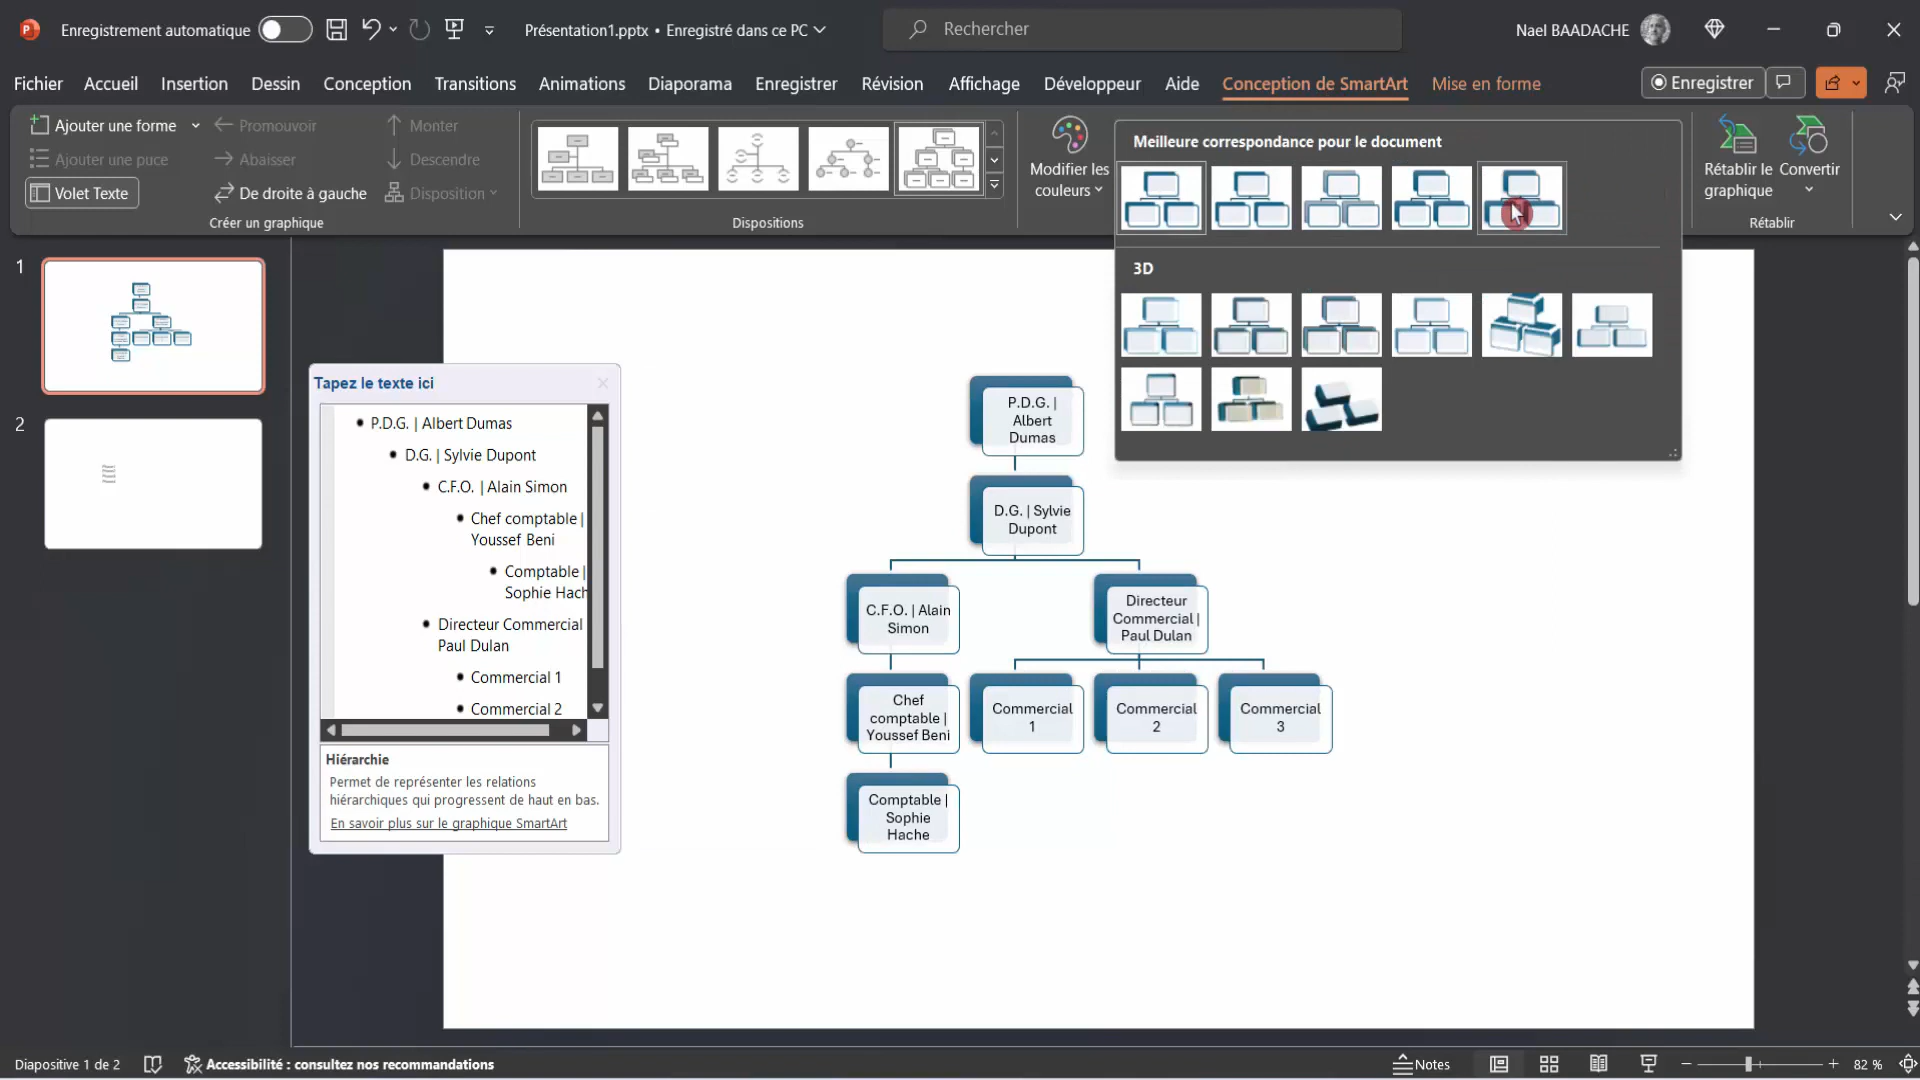 Enregistrement automatique
Présentation1.pptx • Enregistré dans ce PC
Rechercher
Nael BAADACHE
Fichier Accueil Insertion Dessin Conception Transitions Animations Diaporama Enregistrer Révision Affichage Développeur Aide Conception de SmartArt Mise en forme
Enregistrer
Ajouter une forme
Promouvoir
Monter
Ajouter une puce
Abaisser
Descendre
Volet Texte
De droite à gauche
Disposition
Créer un graphique
Dispositions
Modifier les
couleurs
Meilleure correspondance pour le document
3D
Rétablir le
graphique
Convertir
Rétablir
1
2
Tapez le texte ici
• P.D.G. | Albert Dumas
• D.G. | Sylvie Dupont
• C.F.O. | Alain Simon
• Chef comptable |
Youssef Beni
• Comptable |
Sophie Hach
• Directeur Commercial
Paul Dulan
• Commercial 1
• Commercial 2
Hiérarchie
Permet de représenter les relations
hiérarchiques qui progressent de haut en bas.
En savoir plus sur le graphique SmartArt
P.D.G. |
Albert
Dumas
D.G. | Sylvie
Dupont
C.F.O. | Alain
Simon
Directeur
Commercial |
Paul Dulan
Chef
comptable |
Youssef Beni
Commercial
1
Commercial
2
Commercial
3
Comptable |
Sophie
Hache
Diapositive 1 de 2
Accessibilité : consultez nos recommandations
Notes
82 %